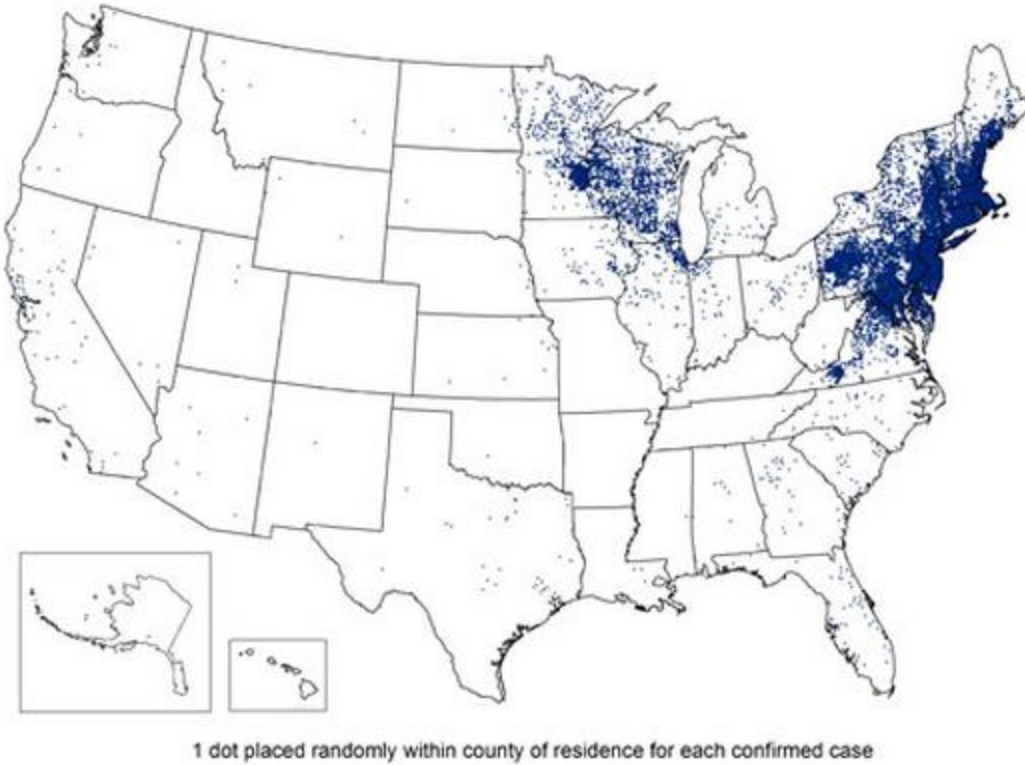 1 dot placed randomly within county of residence for each confirmed case